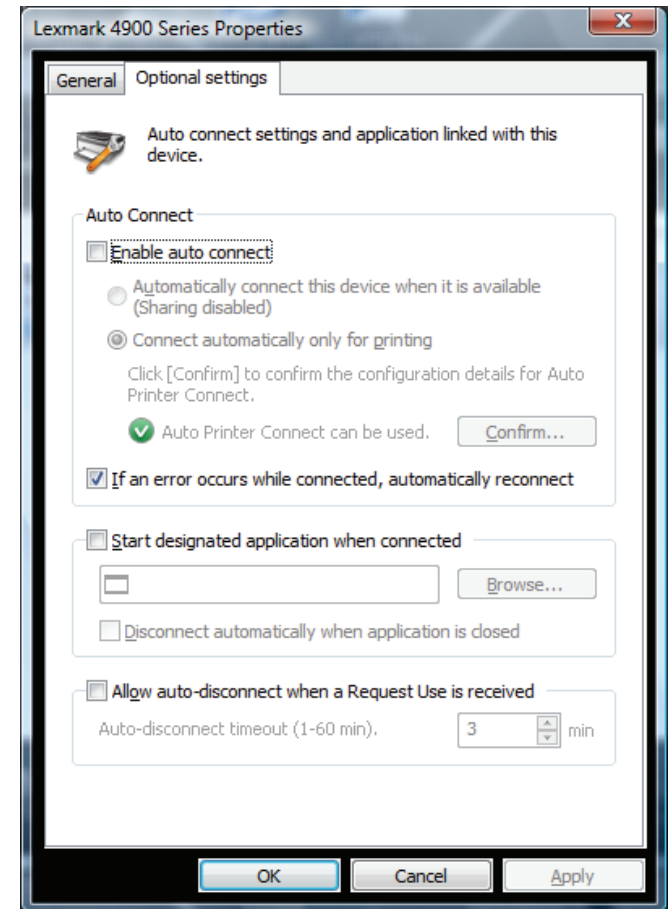 Lexmark 4900 Series Properties
General
Optional settings
Auto connect settings and application linked with this
device.
Auto Connect
Enable auto connect
Automatically connect this device when it is available
(Sharing disabled)
Connect automatically only for printing
Click [Confirm] to confirm the configuration details for Auto
Printer Connect.
Auto Printer Connect can be used.
Confirm...
If an error occurs while connected, automatically reconnect
Start designated application when connected
Browse...
Disconnect automatically when application is closed
Allow auto-disconnect when a Request Use is received
Auto-disconnect timeout (1-60 min).
3
min
OK
Cancel
Apply